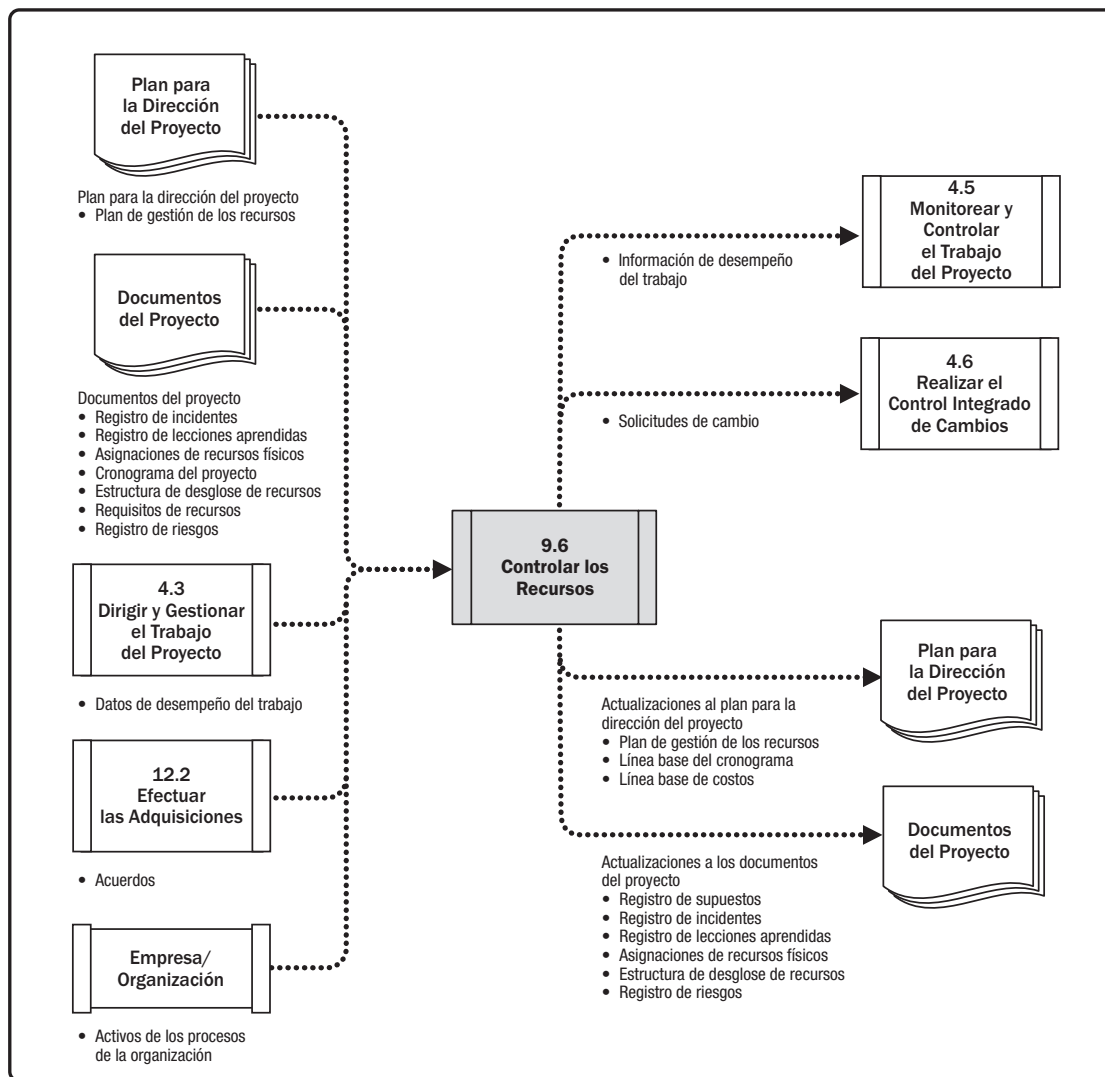 Plan para
la Dirección
del Proyecto
Plan para la dirección del proyecto
• Plan de gestión de los recursos
Documentos
del Proyecto
Documentos del proyecto
• Registro de incidentes
• Registro de lecciones aprendidas
• Asignaciones de recursos físicos
• Cronograma del proyecto
• Estructura de desglose de recursos
• Requisitos de recursos
• Registro de riesgos
4.3
Dirigir y Gestionar
el Trabajo
del Proyecto
• Datos de desempeño del trabajo
12.2
Efectuar
las Adquisiciones
• Acuerdos
Empresa/
Organización
• Activos de los procesos
de la organización
9.6
Controlar los
Recursos
• Información de desempeño
del trabajo
4.5
Monitorear y
Controlar
el Trabajo
del Proyecto
• Solicitudes de cambio
4.6
Realizar el
Control Integrado
de Cambios
Actualizaciones al plan para la
dirección del proyecto
• Plan de gestión de los recursos
• Línea base del cronograma
• Línea base de costos
Plan para
la Dirección
del Proyecto
Actualizaciones a los documentos
del proyecto
• Registro de supuestos
• Registro de incidentes
• Registro de lecciones aprendidas
• Asignaciones de recursos físicos
• Estructura de desglose de recursos
• Registro de riesgos
Documentos
del Proyecto